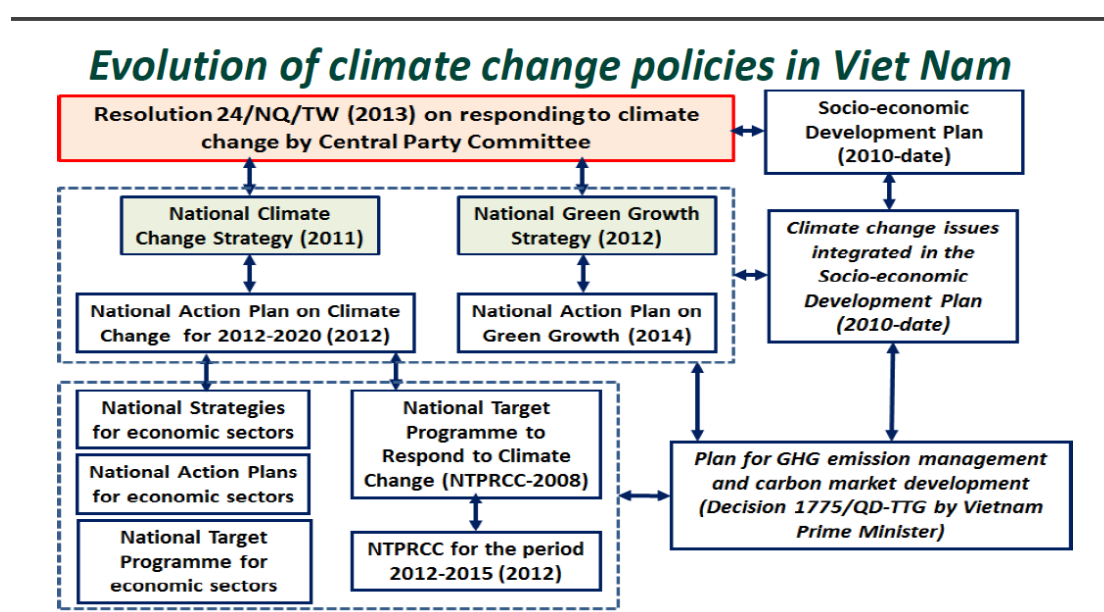 Evolution of climate change policies in Viet Nam
Resolution 24/NQ/TW (2013) on responding to climate
change by Central Party Committee
Socio-economic
Development Plan
(2010-date)
National Climate
Change Strategy (2011)
National Green Growth
Strategy (2012)
Climate change issues
integrated in the
Socio-economic
Development Plan
(2010-date)
National Action Plan on Climate
Change for 2012-2020 (2012)
National Action Plan on
Green Growth (2014)
National Strategies
for economic sectors
National Action Plans
for economic sectors
National Target
Programme for
economic sectors
National Target
Programme to
Respond to Climate
Change (NTPRCC-2008)
NTPRCC for the period
2012-2015 (2012)
Plan for GHG emission management
and carbon market development
(Decision 1775/QD-TTG by Vietnam
Prime Minister)